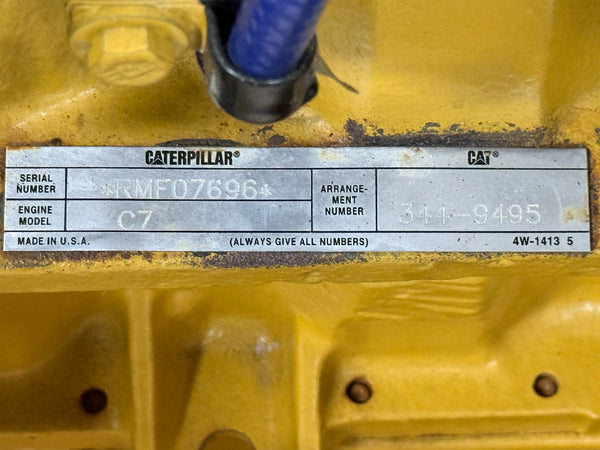 CATERPILLAR® CAT®
SERIAL NUMBER *RMF07696* ARRANGE-MENT NUMBER 344-9495
ENGINE MODEL C7
MADE IN U.S.A. (ALWAYS GIVE ALL NUMBERS) 4W-1413 5